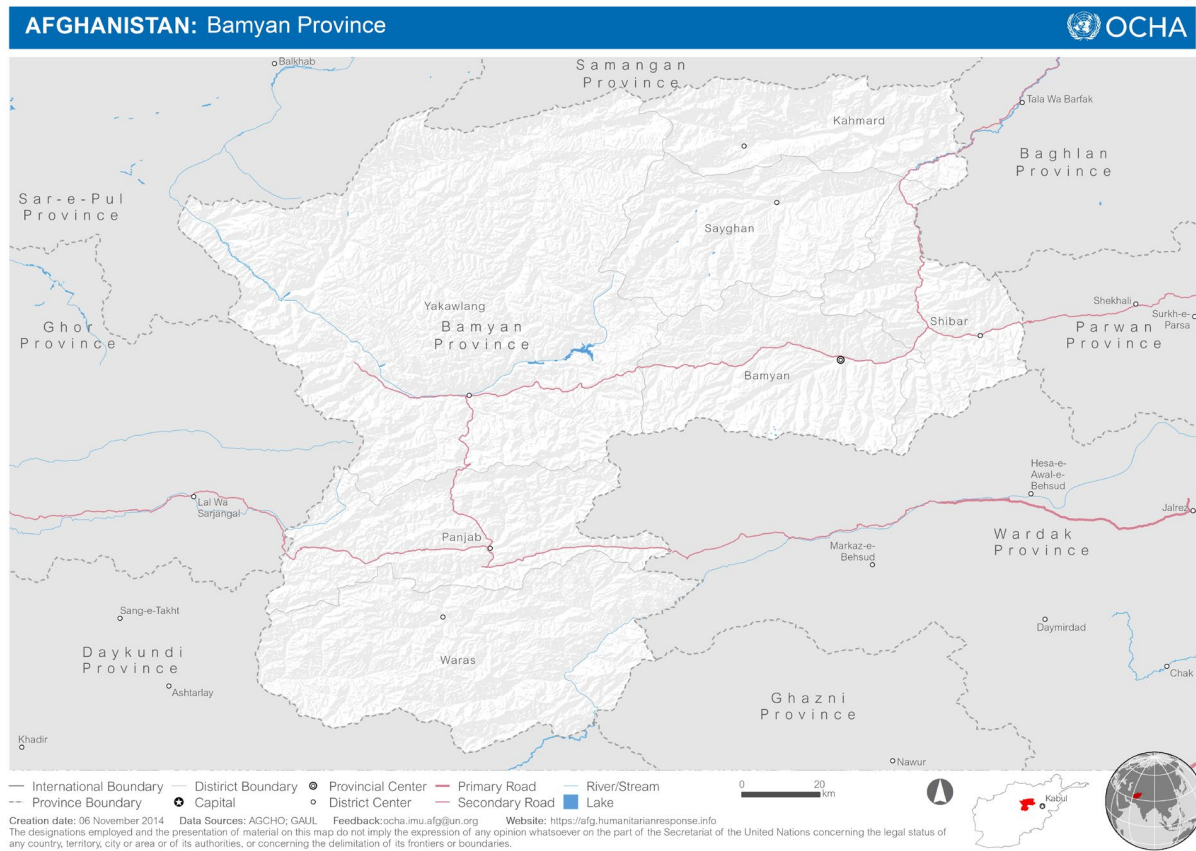 AFGHANISTAN: Bamyan Province
OCHA
Balkhab
Samangan
Province
Tala Wa Barfak
Kahmard
Baghlan
Province
Sar-e-Pul
Province
Sayghan
Yakawlang
Bamyan
Province
Ghor
Province
Shibar
Shekhali
Surkh-e-
Parsa
Parwan
Province
Bamyan
Hesa-e-
Awal-e-
Behsud
Lal Wa
Sarjangal
Jalrez
Panjab
Markaz-e-
Behsud
Wardak
Province
Sang-e-Takht
Daymirdad
Daykundi
Province
Waras
Chak
Ashtarlay
Ghazni
Province
Khadir
Nawur
International Boundary
Province Boundary
District Boundary
Capital
Provincial Center
District Center
Primary Road
Secondary Road
River/Stream
Lake
0 20
km
Kabul
Creation date: 06 November 2014 Data Sources: AGCHO; GAUL Feedback:ocha.imu.afg@un.org Website: https://afg.humanitarianresponse.info
The designations employed and the presentation of material on this map do not imply the expression of any opinion whatsoever on the part of the Secretariat of the United Nations concerning the legal status of
any country, territory, city or area or of its authorities, or concerning the delimitation of its frontiers or boundaries.